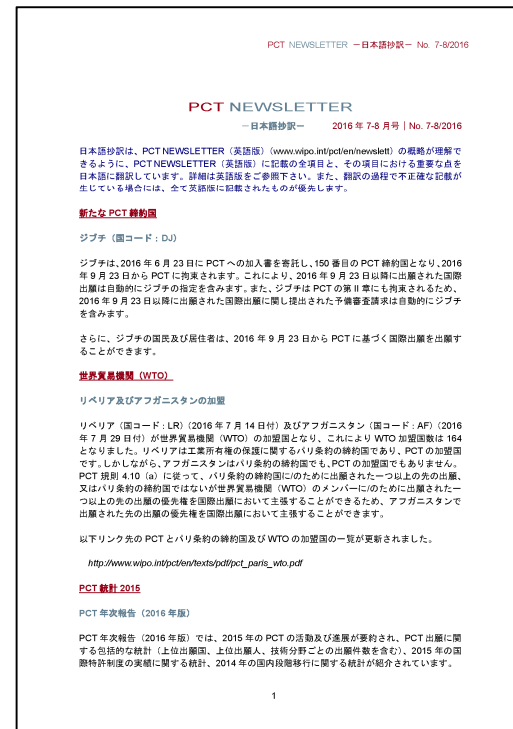 PCT NEWSLETTER －日本語抄訳－ No. 7-8/2016
PCT NEWSLETTER
－日本語抄訳－ 2016 年 7-8 月号 | No. 7-8/2016
日本語抄訳は、PCT NEWSLETTER（英語版）(www.wipo.int/pct/en/newslett) の概略が理解で
きるように、PCT NEWSLETTER（英語版）に記載の全項目と、その項目における重要な点を
日本語に翻訳しています。詳細は英語版をご参照下さい。また、翻訳の過程で不正確な記載が
生じている場合には、全て英語版に記載されたものが優先します。
新たな PCT 締約国
ジブチ（国コード：DJ）
ジブチは、2016 年 6 月 23 日に PCT への加入書を寄託し、150 番目の PCT 締約国となり、2016
年 9 月 23 日から PCT に拘束されます。これにより、2016 年 9 月 23 日以降に出願された国際
出願は自動的にジブチの指定を含みます。また、ジブチは PCT の第 II 章にも拘束されるため、
2016 年 9 月 23 日以降に出願された国際出願に関し提出された予備審査請求は自動的にジブチ
を含みます。
さらに、ジブチの国民及び居住者は、2016 年 9 月 23 日から PCT に基づく国際出願を出願す
ることができます。
世界貿易機関（WTO）
リベリア及びアフガニスタンの加盟
リベリア（国コード：LR）（2016 年 7 月 14 日付）及びアフガニスタン（国コード：AF）（2016
年 7 月 29 日付）が世界貿易機関（WTO）の加盟国となり、これにより WTO 加盟国数は 164
となりました。リベリアは工業所有権の保護に関するパリ条約の締約国であり、PCT の加盟国
です。しかしながら、アフガニスタンはパリ条約の締約国でも、PCT の加盟国でもありません。
PCT 規則 4.10（a）に従って、パリ条約の締約国に/のために出願された一つ以上の先の出願、
又はパリ条約の締約国ではないが世界貿易機関（WTO）のメンバーに/のために出願された一
つ以上の先の出願の優先権を国際出願において主張することができるため、アフガニスタンで
出願された先の出願の優先権を国際出願において主張することができます。
以下リンク先の PCT とパリ条約の締約国及び WTO の加盟国の一覧が更新されました。
http://www.wipo.int/pct/en/texts/pdf/pct_paris_wto.pdf
PCT 統計 2015
PCT 年次報告（2016 年版）
PCT 年次報告（2016 年版）では、2015 年の PCT の活動及び進展が要約され、PCT 出願に関
する包括的な統計（上位出願国、上位出願人、技術分野ごとの出願件数を含む）、2015 年の国
際特許制度の実績に関する統計、2014 年の国内段階移行に関する統計が紹介されています。
1